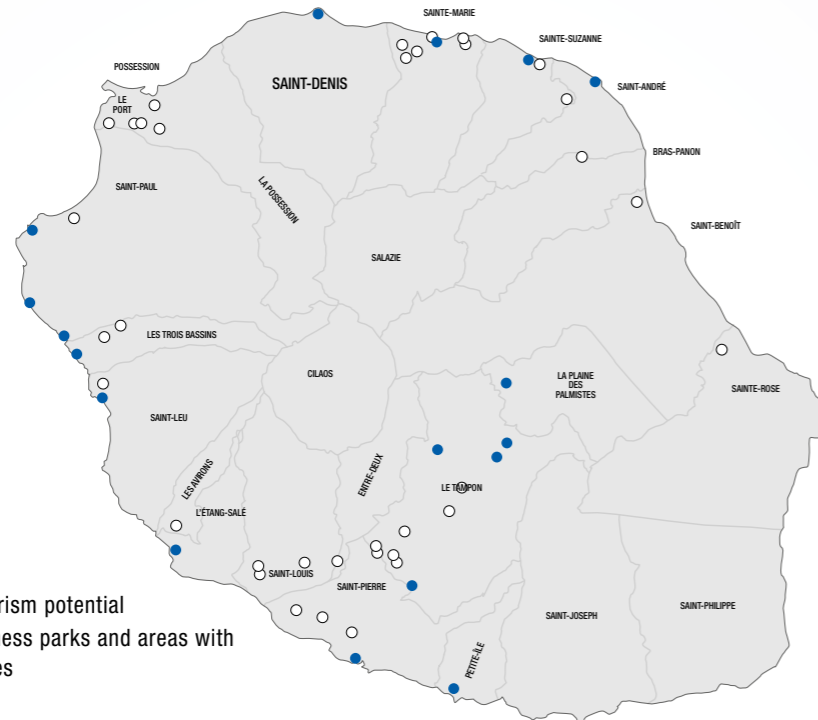 SAINTE-MARIE
SAINTE-SUZANNE
POSSESSION
SAINT-DENIS
SAINT-ANDRÉ
LE
PORT
BRAS-PANON
SAINT-PAUL
LA POSSESSION
SAINT-BENOÎT
SALAZIE
LES TROIS BASSINS
CILAOS
LA PLAINE
DES
PALMISTES
SAINTE-ROSE
SAINT-LEU
LES AVIRONS
ENTRE-DEUX
LE TAMPON
L'ÉTANG-SALÉ
SAINT-LOUIS
SAINT-PIERRE
SAINT-JOSEPH
SAINT-PHILIPPE
PETITE-ÎLE
rism potential
ness parks and areas with
es